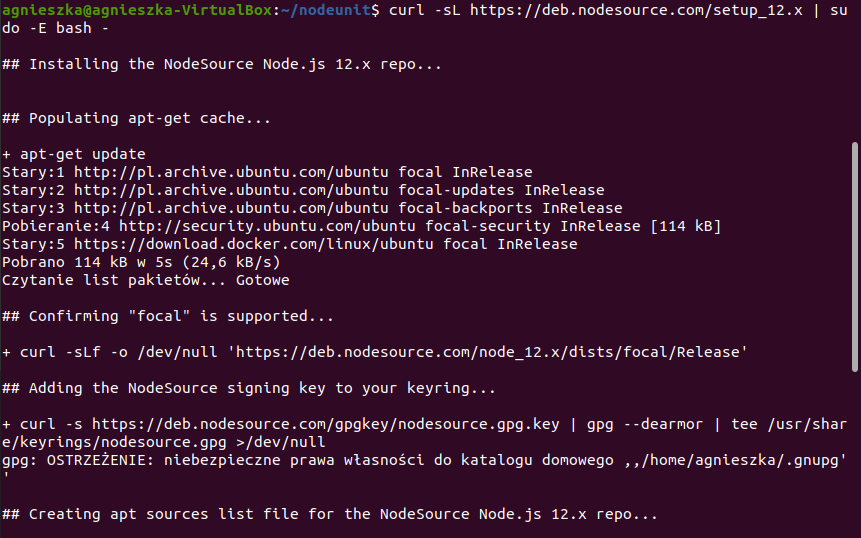 agnieszka@agnieszka-VirtualBox:~/nodeunit$ curl -sL https://deb.nodesource.com/setup_12.x | su
do -E bash -
## Installing the NodeSource Node.js 12.x repo...
## Populating apt-get cache...
+ apt-get update
Stary:1 http://pl.archive.ubuntu.com/ubuntu focal InRelease
Stary:2 http://pl.archive.ubuntu.com/ubuntu focal-updates InRelease
Stary:3 http://pl.archive.ubuntu.com/ubuntu focal-backports InRelease
Pobieranie:4 http://security.ubuntu.com/ubuntu focal-security InRelease [114 kB]
Stary:5 https://download.docker.com/linux/ubuntu focal InRelease
Pobrano 114 kB w 5s (24,6 kB/s)
Czytanie list pakietów... Gotowe
## Confirming "focal" is supported...
+ curl -sLf -o /dev/null 'https://deb.nodesource.com/node_12.x/dists/focal/Release'
## Adding the NodeSource signing key to your keyring...
+ curl -s https://deb.nodesource.com/gpgkey/nodesource.gpg.key | gpg --dearmor | tee /usr/shar
e/keyrings/nodesource.gpg >/dev/null
gpg: OSTRZEŻENIE: niebezpieczne prawa własności do katalogu domowego ,,/home/agnieszka/.gnupg'
'
## Creating apt sources list file for the NodeSource Node.js 12.x repo...